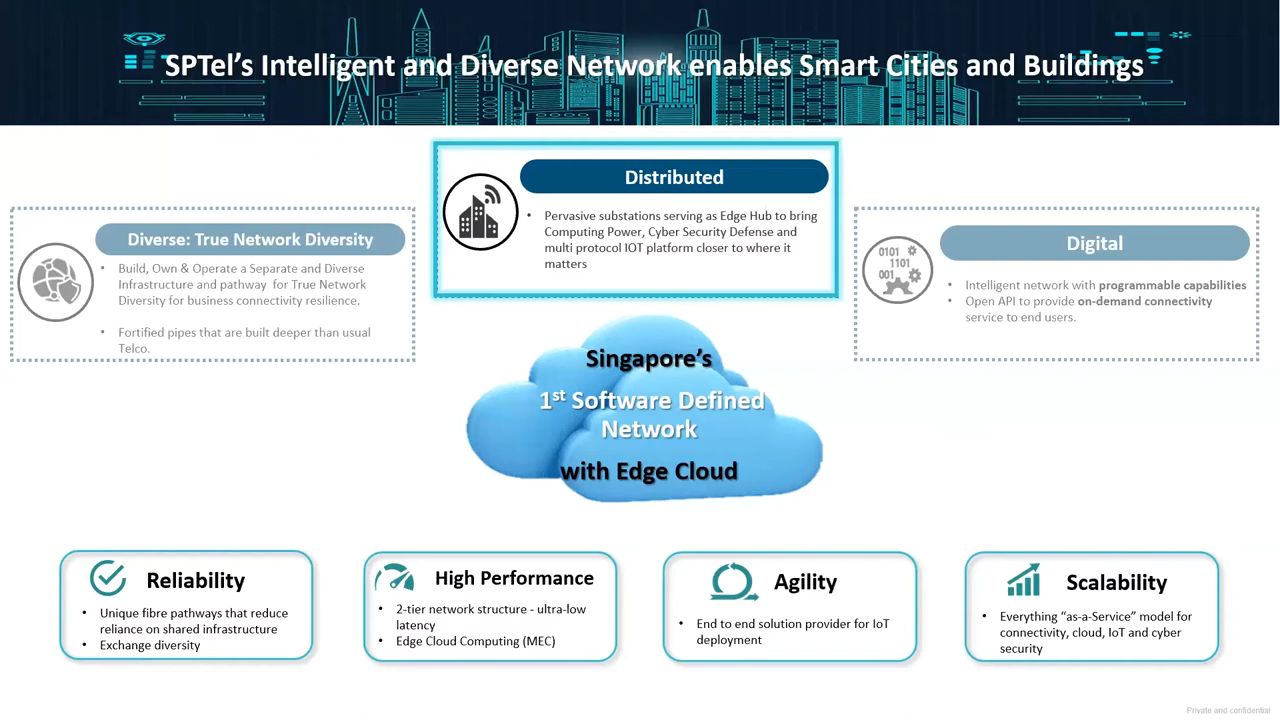 SPTel's Intelligent and Diverse Network enables Smart Cities and Buildings
Diverse: True Network Diversity
• Build, Own & Operate a Separate and Diverse
Infrastructure and pathway for True Network
Diversity for business connectivity resilience.
• Fortified pipes that are built deeper than usual
Telco.
Distributed
• Pervasive substations serving as Edge Hub to bring
Computing Power, Cyber Security Defense and
multi protocol IOT platform closer to where it
matters
0101
1101
001
Digital
• Intelligent network with programmable capabilities
• Open API to provide on-demand connectivity
service to end users.
Singapore's
1st Software Defined
Network
with Edge Cloud
Reliability
• Unique fibre pathways that reduce
reliance on shared infrastructure
• Exchange diversity
High Performance
• 2-tier network structure - ultra-low
latency
• Edge Cloud Computing (MEC)
Agility
• End to end solution provider for IoT
deployment
Scalability
• Everything “as-a-Service” model for
connectivity, cloud, IoT and cyber
security
Private and confidential